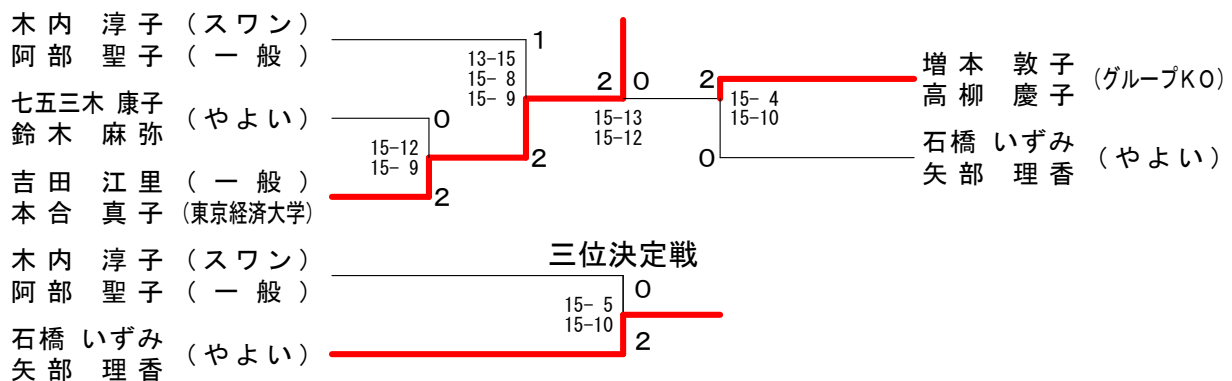 木内 淳子 (スワン)
阿部 聖子 (一般)
七五三木 康子
鈴木 麻弥
(やよい)
吉田 江里 (一般)
本合 真子 (東京経済大学)
1
13-15
15- 8
15- 9
0
15-12
15- 9
2
2
2 0
15-13
15-12
2
15- 4
15-10
0
増本 敦子
高柳 慶子
(グループKO)
石橋 いずみ
矢部 理香
(やよい)
三位決定戦
木内 淳子 (スワン)
阿部 聖子 (一般)
石橋 いずみ
矢部 理香
(やよい)
0
15- 5
15-10
2